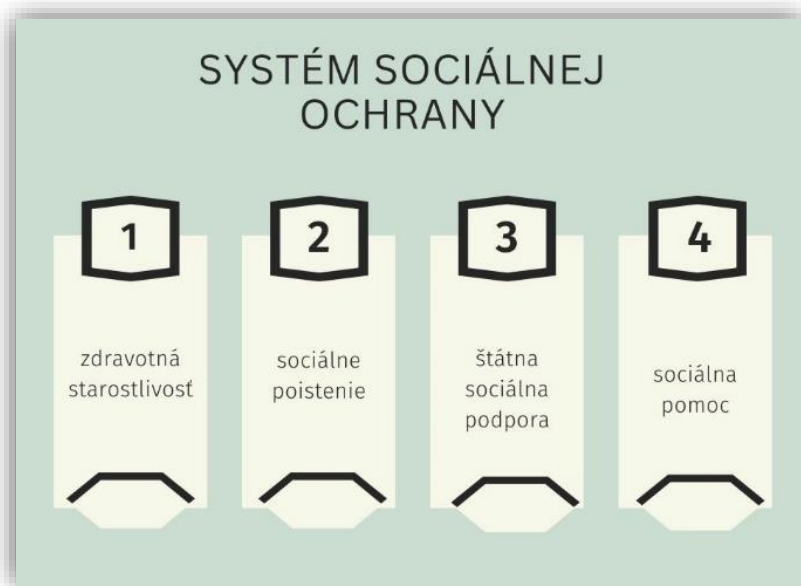 SYSTÉM SOCIÁLNEJ
OCHRANY
1
zdravotná
starostlivosť
2
sociálne
poistenie
3
štátna
sociálna
podpora
4
sociálna
pomoc